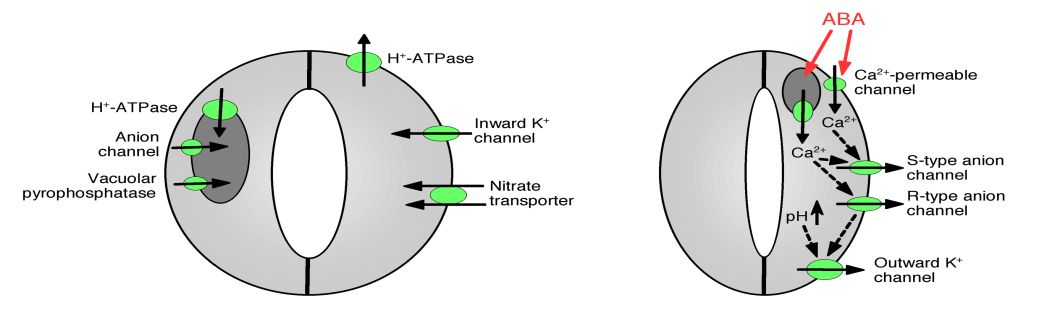 H⁺-ATPase
H⁺-ATPase
Anion
channel
Vacuolar
pyrophosphatase
Inward K⁺
channel
Nitrate
transporter
ABA
Ca²⁺-permeable
channel
Ca²⁺
Ca²⁺
S-type anion
channel
R-type anion
channel
pH
Outward K⁺
channel